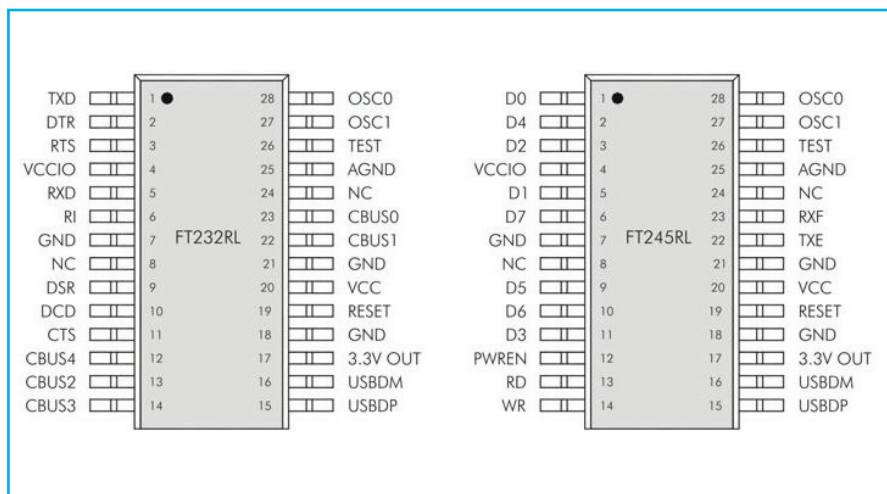 TXD 1 28 OSC0
DTR 2 27 OSC1
RTS 3 26 TEST
VCCIO 4 25 AGND
RXD 5 24 NC
RI 6 23 CBUS0
GND 7 FT232RL 22 CBUS1
NC 8 21 GND
DSR 9 20 VCC
DCD 10 19 RESET
CTS 11 18 GND
CBUS4 12 17 3.3V OUT
CBUS2 13 16 USBDM
CBUS3 14 15 USBDP
D0 1 28 OSC0
D4 2 27 OSC1
D2 3 26 TEST
VCCIO 4 25 AGND
D1 5 24 NC
D7 6 23 RXF
GND 7 FT245RL 22 TXE
NC 8 21 GND
D5 9 20 VCC
D6 10 19 RESET
D3 11 18 GND
PWREN 12 17 3.3V OUT
RD 13 16 USBDM
WR 14 15 USBDP